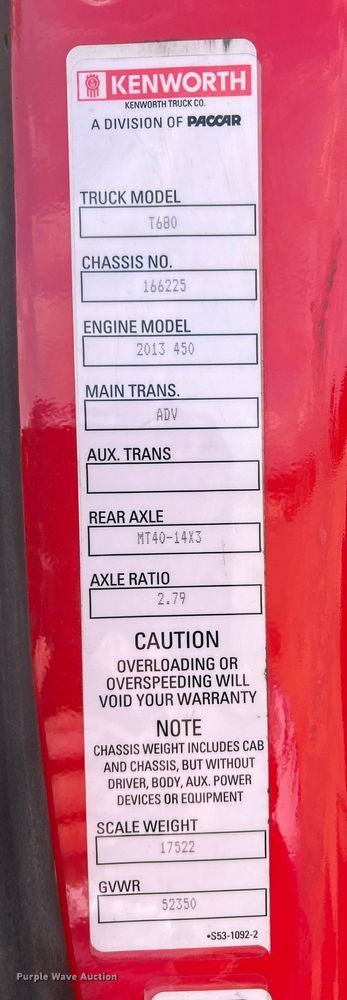 KENWORTH
KENWORTH TRUCK CO.
A DIVISION OF PACCAR
TRUCK MODEL
T680
CHASSIS NO.
166225
ENGINE MODEL
2013 450
MAIN TRANS.
ADV
AUX. TRANS
REAR AXLE
MT40-14X3
AXLE RATIO
2.79
CAUTION
OVERLOADING OR
OVERSPEEDING WILL
VOID YOUR WARRANTY
NOTE
CHASSIS WEIGHT INCLUDES CAB
AND CHASSIS, BUT WITHOUT
DRIVER, BODY, AUX. POWER
DEVICES OR EQUIPMENT
SCALE WEIGHT
17522
GVWR
52350
•S53-1092-2
Purple Wave Auction